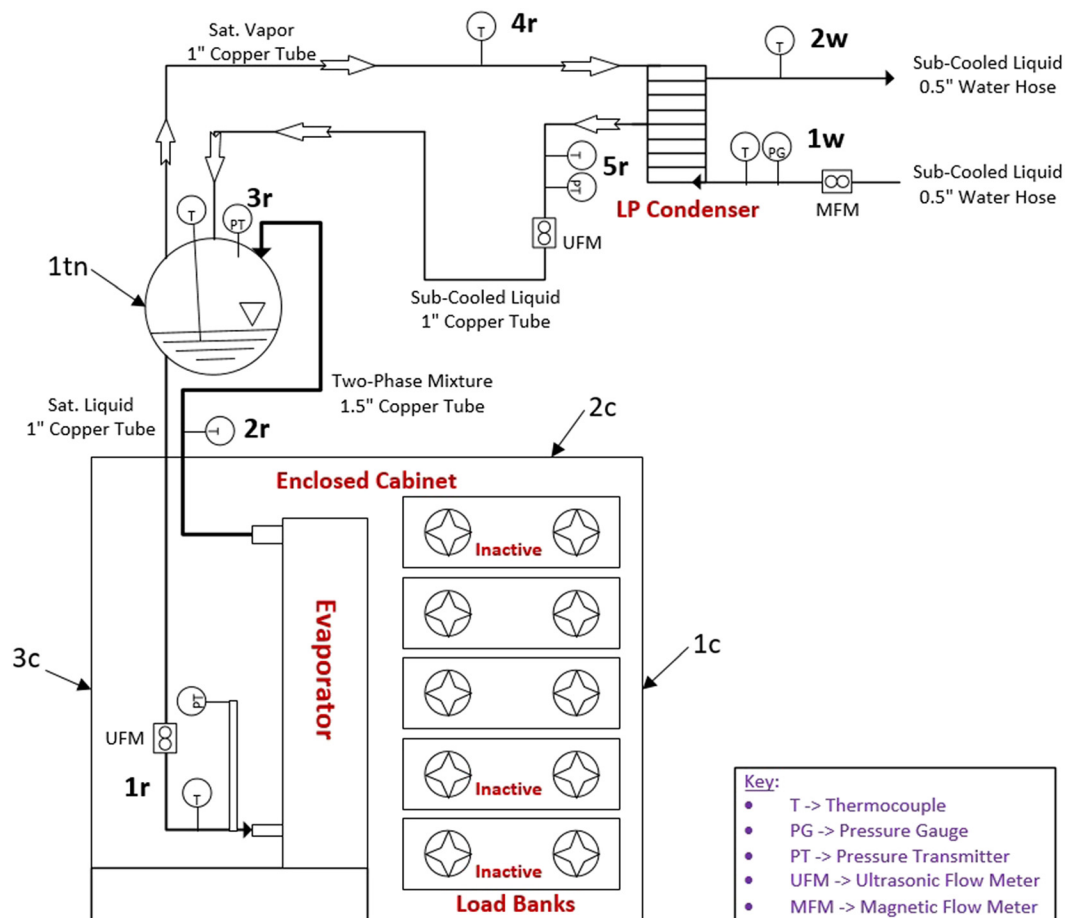 Sat. Vapor
1" Copper Tube
4r
T
2w
T
Sub-Cooled Liquid
0.5" Water Hose
T
PG
1w
MFM
Sub-Cooled Liquid
0.5" Water Hose
LP Condenser
T
5r
PT
UFM
T
3r
PT
1tn
Sub-Cooled Liquid
1" Copper Tube
Two-Phase Mixture
1.5" Copper Tube
Sat. Liquid
1" Copper Tube
T
2r
2c
Enclosed Cabinet
Inactive
Evaporator
3c
1c
PT
UFM
1r
T
Inactive
Inactive
Load Banks
Key:
• T -> Thermocouple
• PG -> Pressure Gauge
• PT -> Pressure Transmitter
• UFM -> Ultrasonic Flow Meter
• MFM -> Magnetic Flow Meter